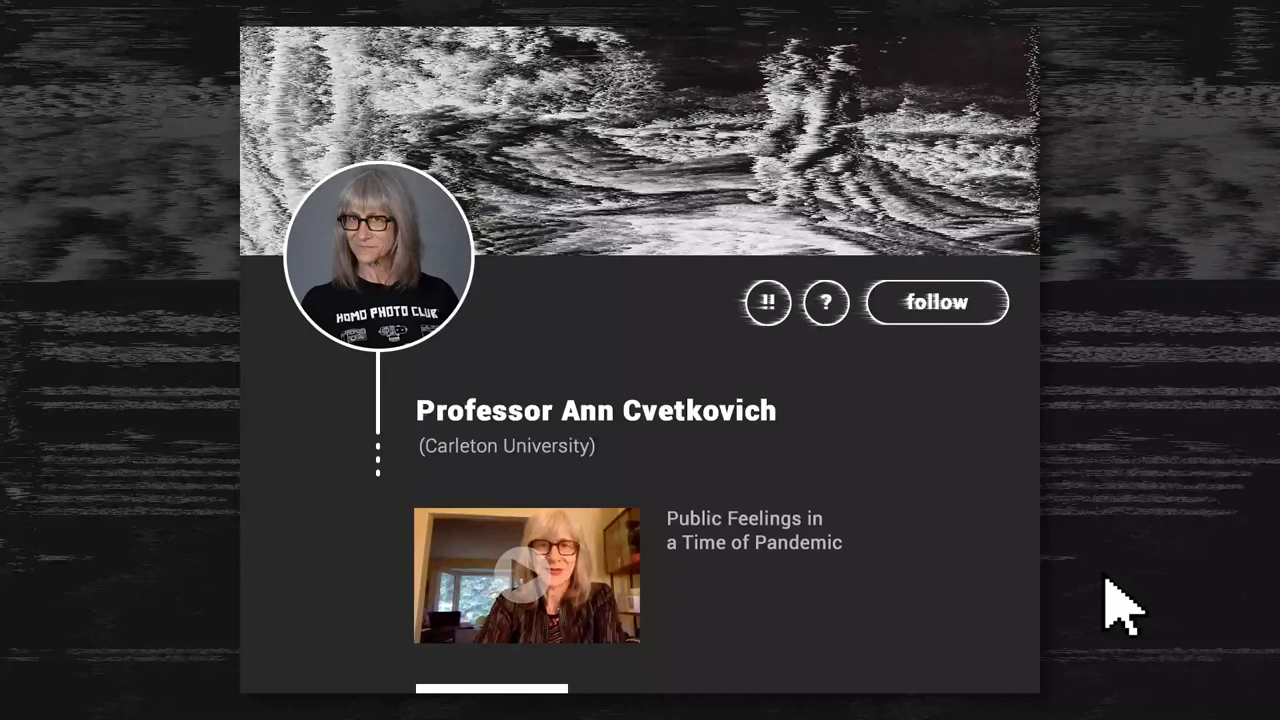 HOMO PHOTO CLUB
!!
?
follow
Professor Ann Cvetkovich
(Carleton University)
Public Feelings in
a Time of Pandemic